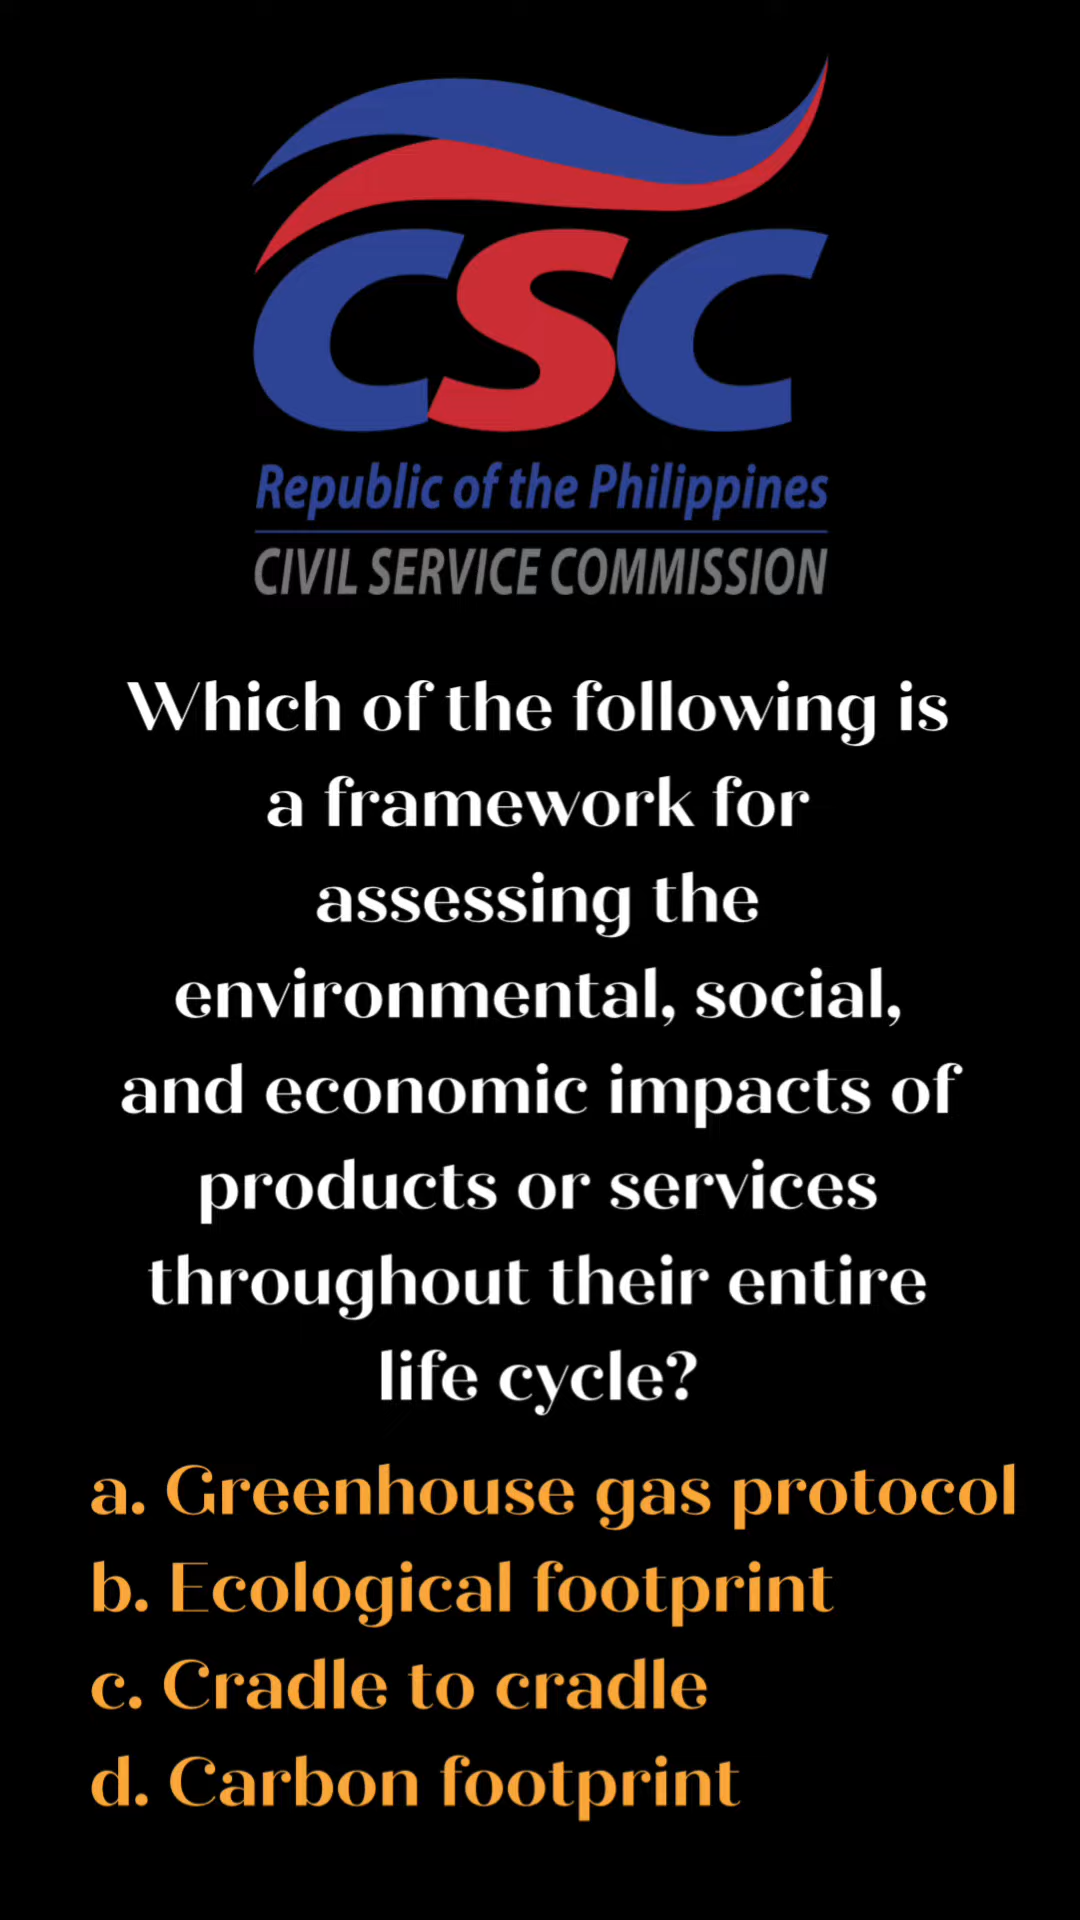 CSC
Republic of the Philippines
CIVIL SERVICE COMMISSION
Which of the following is
a framework for
assessing the
environmental, social,
and economic impacts of
products or services
throughout their entire
life cycle?
a. Greenhouse gas protocol
b. Ecological footprint
c. Cradle to cradle
d. Carbon footprint